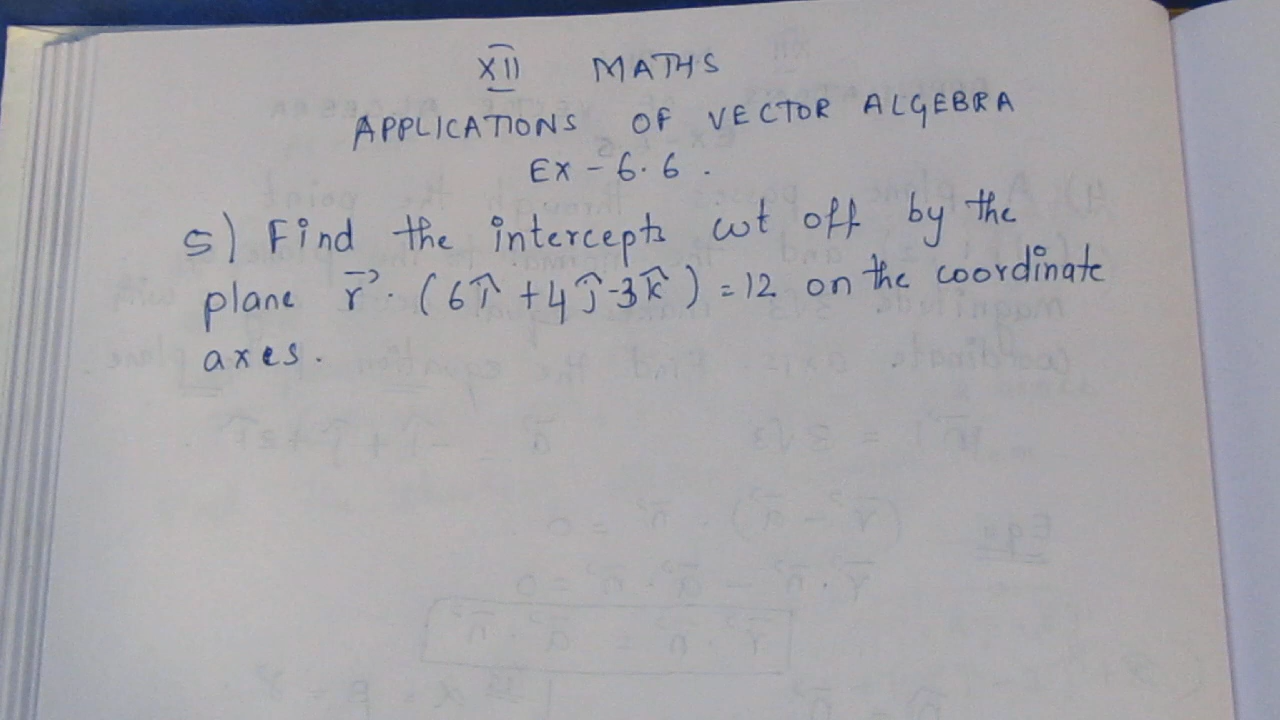 XII MATHS
APPLICATIONS OF VECTOR ALGEBRA
EX - 6.6.
5) Find the intercepts cut off by the
plane r⃗ · (6î + 4ĵ - 3k̂) = 12 on the coordinate
axes.